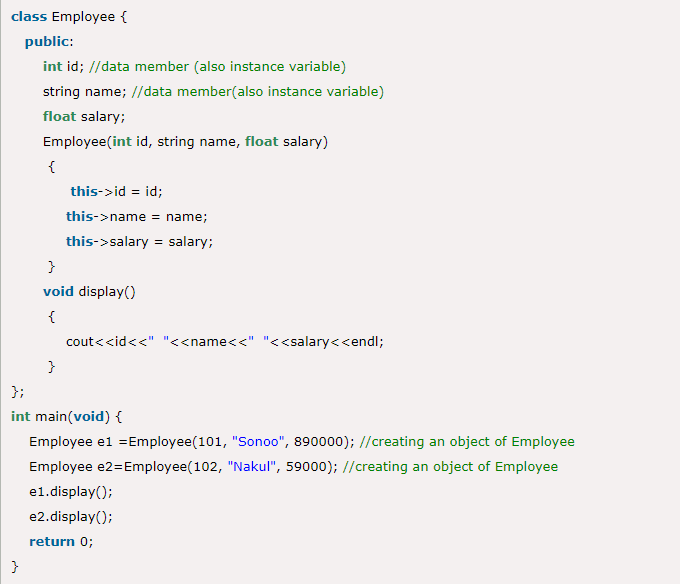 class Employee {
public:
int id; //data member (also instance variable)
string name; //data member(also instance variable)
float salary;
Employee(int id, string name, float salary)
{
this->id = id;
this->name = name;
this->salary = salary;
}
void display()
{
cout<<id<<"  "<<name<<"  "<<salary<<endl;
}
};
int main(void) {
Employee e1 =Employee(101, "Sonoo", 890000); //creating an object of Employee
Employee e2=Employee(102, "Nakul", 59000); //creating an object of Employee
e1.display();
e2.display();
return 0;
}